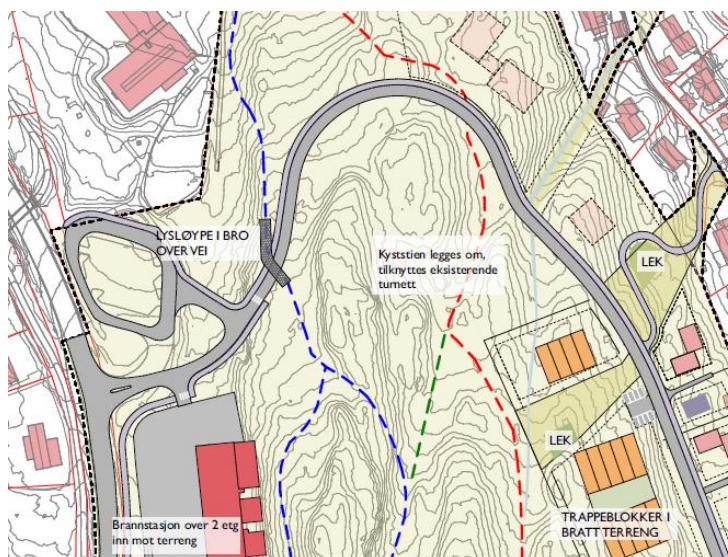 LYSLØYPE I BRO
OVER VEI
Kyststien legges om,
tilknyttes eksisterende
turnett
LEK
LEK
Brannstasjon over 2 etg
inn mot terreng
TRAPPEBLOKKER I
BRATT TERRENG